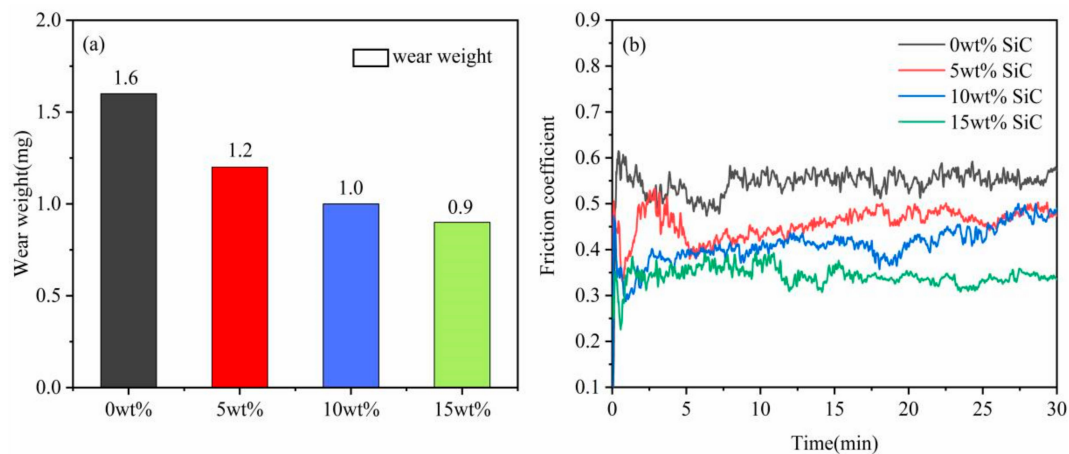 (a)
wear weight
1.6
1.2
1.0
0.9
2.0
1.5
1.0
0.5
0.0
Wear weight(mg)
0wt% 5wt% 10wt% 15wt%
(b)
0wt% SiC
5wt% SiC
10wt% SiC
15wt% SiC
0.9
0.8
0.7
0.6
0.5
0.4
0.3
0.2
0.1
Friction coefficient
0 5 10 15 20 25 30
Time(min)